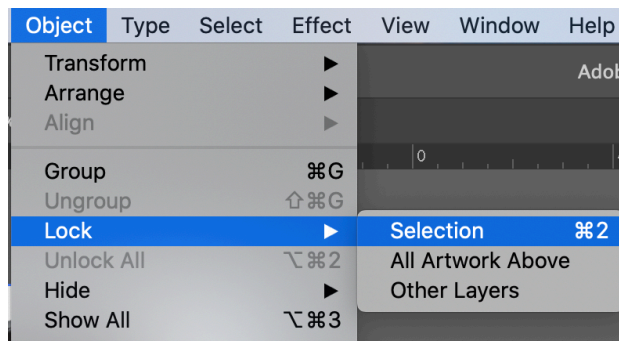 Object Type Select Effect View Window Help
Transform ▶
Adob
Arrange ▶
Align ▶
0
Group ⌘G
Ungroup ⇧⌘G
Lock ▶
Selection ⌘2
Unlock All ⌥⌘2
All Artwork Above
Hide ▶
Other Layers
Show All ⌥⌘3